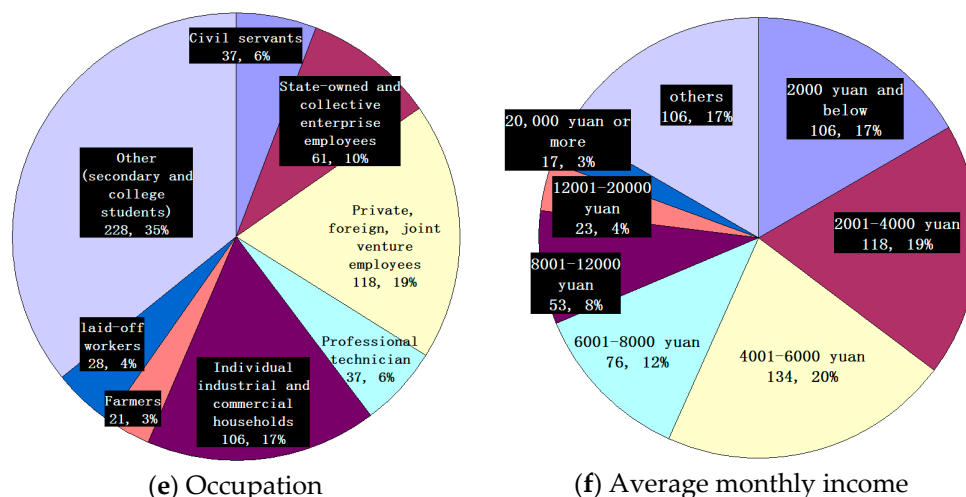 Civil servants
37, 6%
State-owned and
collective
enterprise
employees
61, 10%
Private,
foreign, joint
venture
employees
118, 19%
Professional
technician
37, 6%
Individual
industrial and
commercial
households
106, 17%
Farmers
21, 3%
laid-off
workers
28, 4%
Other
(secondary and
college
students)
228, 35%
(e) Occupation
2000 yuan and
below
106, 17%
2001-4000 yuan
118, 19%
4001-6000 yuan
134, 20%
6001-8000 yuan
76, 12%
8001-12000
yuan
53, 8%
12001-20000
yuan
23, 4%
20,000 yuan or
more
17, 3%
others
106, 17%
(f) Average monthly income